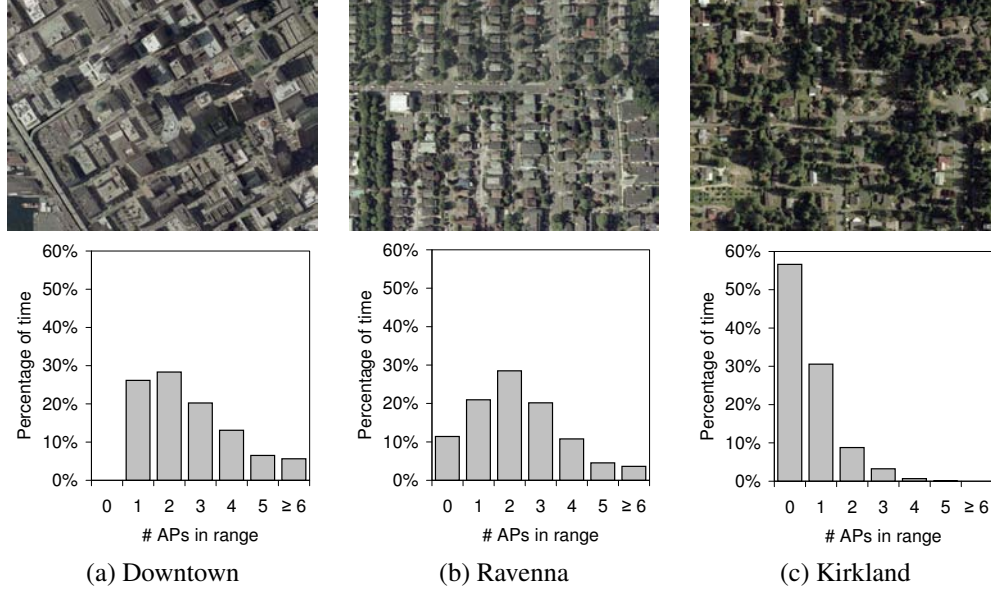 60%
50%
40%
30%
20%
10%
0%
Percentage of time
0 1 2 3 4 5 ≥ 6
# APs in range
(a) Downtown
60%
50%
40%
30%
20%
10%
0%
Percentage of time
0 1 2 3 4 5 ≥ 6
# APs in range
(b) Ravenna
60%
50%
40%
30%
20%
10%
0%
Percentage of time
0 1 2 3 4 5 ≥ 6
# APs in range
(c) Kirkland